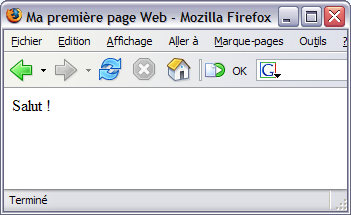 Ma première page Web - Mozilla Firefox
Fichier Edition Affichage Aller à Marque-pages Outils ?
OK G
Salut !
Terminé